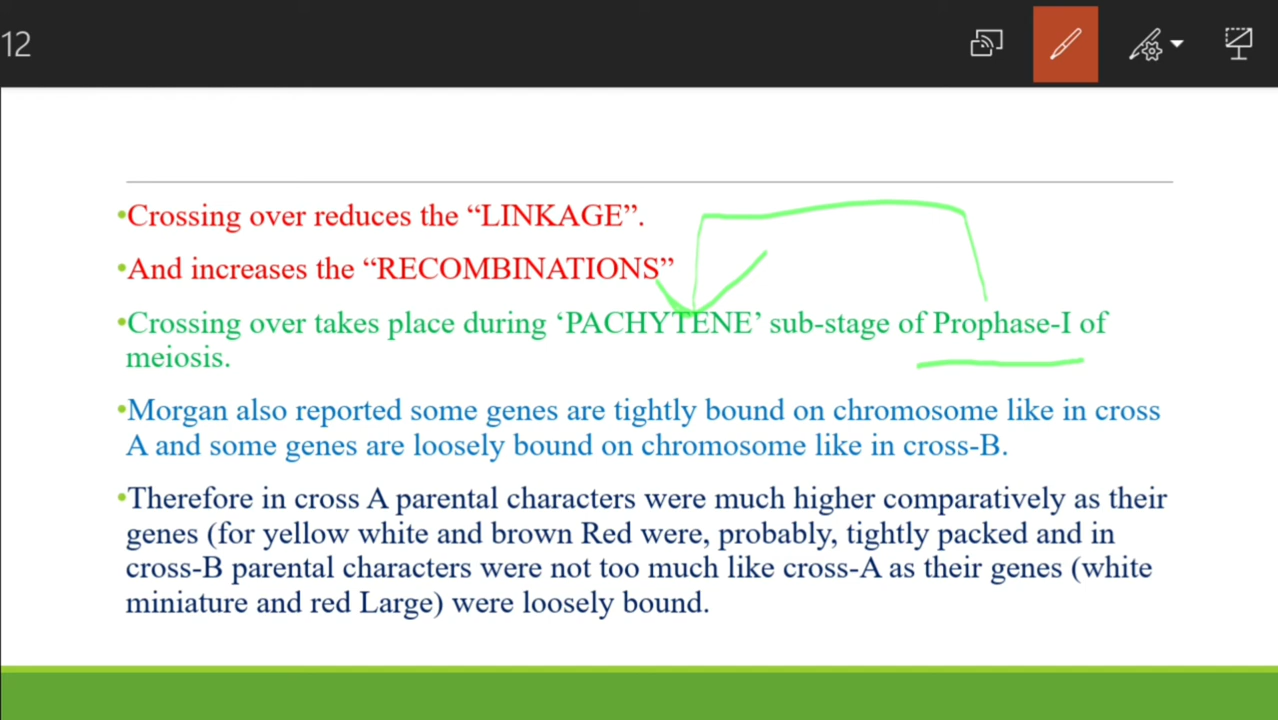 12
•Crossing over reduces the “LINKAGE”.
•And increases the “RECOMBINATIONS”
•Crossing over takes place during ‘PACHYTENE’ sub-stage of Prophase-I of
meiosis.
•Morgan also reported some genes are tightly bound on chromosome like in cross
A and some genes are loosely bound on chromosome like in cross-B.
•Therefore in cross A parental characters were much higher comparatively as their
genes (for yellow white and brown Red were, probably, tightly packed and in
cross-B parental characters were not too much like cross-A as their genes (white
miniature and red Large) were loosely bound.